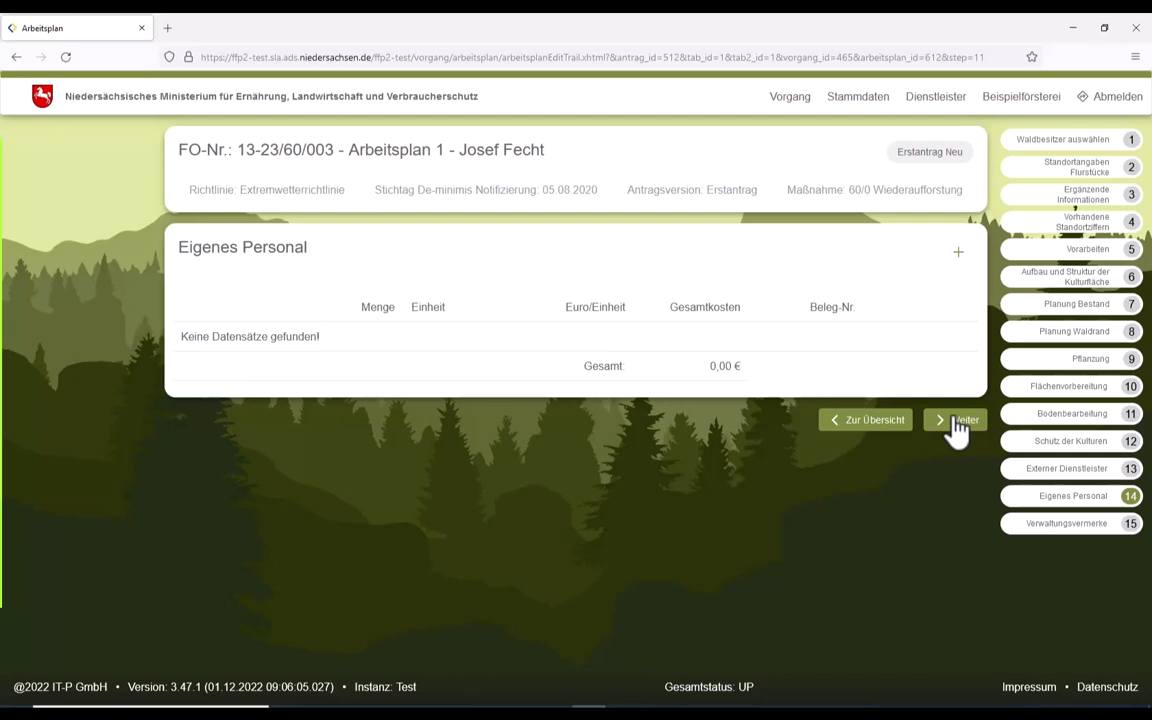 Arbeitsplan
https://ffp2-test.sla.ads.niedersachsen.de/ffp2-test/vorgang/arbeitsplan/arbeitsplanEditTrail.xhtml?&antrag_id=512&tab_id=1&tab2_id=1&vorgang_id=465&arbeitsplan_id=612&step=11
Niedersächsisches Ministerium für Ernährung, Landwirtschaft und Verbraucherschutz
Vorgang Stammdaten Dienstleister Beispielförsterei Abmelden
FO-Nr.: 13-23/60/003 - Arbeitsplan 1 - Josef Fecht
Erstantrag Neu
Richtlinie: Extremwetterrichtlinie Stichtag De-minimis Notifizierung: 05.08.2020 Antragsversion: Erstantrag Maßnahme: 60/0 Wiederaufforstung
Eigenes Personal
Menge Einheit Euro/Einheit Gesamtkosten Beleg-Nr.
Keine Datensätze gefunden!
Gesamt: 0,00 €
Zur Übersicht
Weiter
Waldbesitzer auswählen 1
Standortangaben
Flurstücke 2
Ergänzende
Informationen 3
Vorhandene
Standortziffern 4
Vorarbeiten 5
Aufbau und Struktur der
Kulturfläche 6
Planung Bestand 7
Planung Waldrand 8
Pflanzung 9
Flächenvorbereitung 10
Bodenbearbeitung 11
Schutz der Kulturen 12
Externer Dienstleister 13
Eigenes Personal 14
Verwaltungsvermerke 15
@2022 IT-P GmbH • Version: 3.47.1 (01.12.2022 09:06:05.027) • Instanz: Test
Gesamtstatus: UP
Impressum • Datenschutz